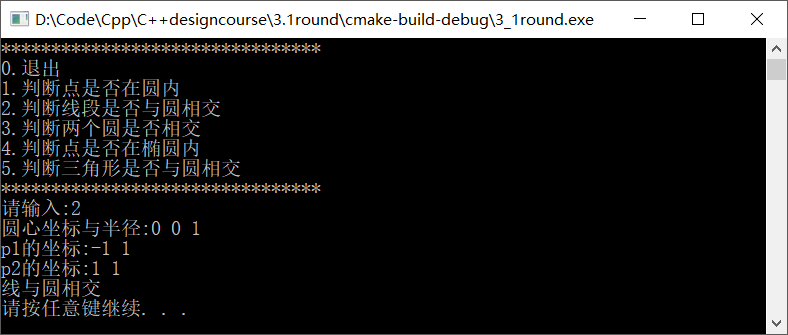 D:\Code\Cpp\C++designcourse\3.1round\cmake-build-debug\3_1round.exe
********************************
0.退出
1.判断点是否在圆内
2.判断线段是否与圆相交
3.判断两个圆是否相交
4.判断点是否在椭圆内
5.判断三角形是否与圆相交
********************************
请输入:2
圆心坐标与半径:0 0 1
p1的坐标:-1 1
p2的坐标:1 1
线与圆相交
请按任意键继续. . .